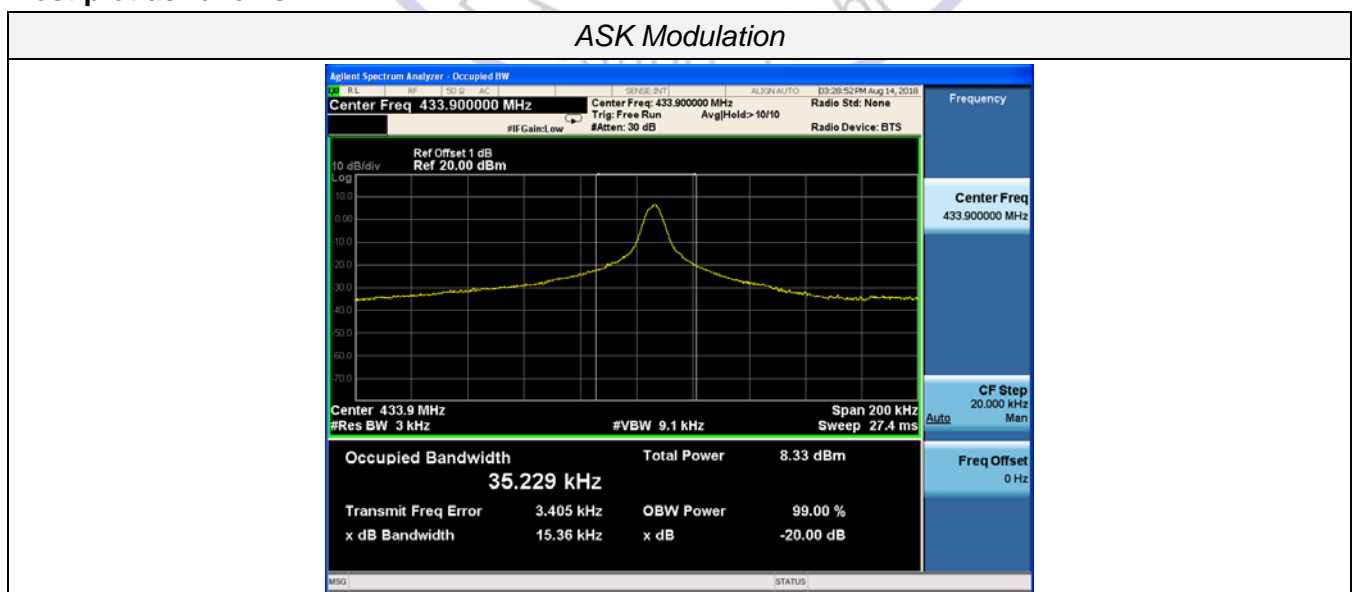 ASK Modulation
Agilent Spectrum Analyzer - Occupied BW
RL RF 50 Ω AC SENSE:INT ALIGN AUTO 03:28:52 PM Aug 14, 2018
Center Freq 433.900000 MHz
Center Freq: 433.900000 MHz
Radio Std: None
Trig: Free Run Avg|Hold:> 10/10
#IFGain:Low #Atten: 30 dB
Radio Device: BTS
Frequency
Ref Offset 1 dB
10 dB/div Ref 20.00 dBm
Log
10.0
0.00
-10.0
-20.0
-30.0
-40.0
-50.0
-60.0
-70.0
Center 433.9 MHz Span 200 kHz
#Res BW 3 kHz #VBW 9.1 kHz Sweep 27.4 ms
Center Freq
433.900000 MHz
CF Step
20.000 kHz
Auto Man
Occupied Bandwidth Total Power 8.33 dBm
35.229 kHz
Transmit Freq Error 3.405 kHz OBW Power 99.00 %
x dB Bandwidth 15.36 kHz x dB -20.00 dB
Freq Offset
0 Hz
MSG STATUS